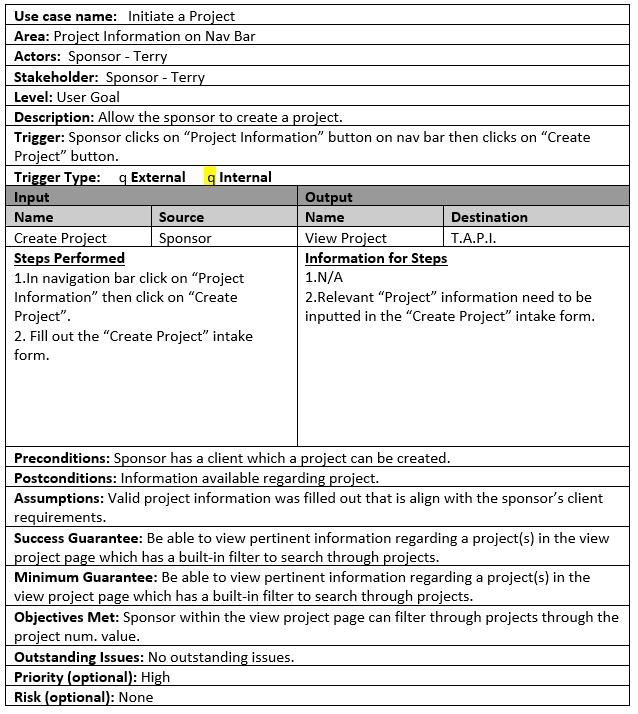 Use case name: Initiate a Project
Area: Project Information on Nav Bar
Actors: Sponsor - Terry
Stakeholder: Sponsor - Terry
Level: User Goal
Description: Allow the sponsor to create a project.
Trigger: Sponsor clicks on “Project Information” button on nav bar then clicks on “Create
Project” button.
Trigger Type: q External q Internal
Input Output
Name Source Name Destination
Create Project Sponsor View Project T.A.P.I.
Steps Performed
1.In navigation bar click on “Project
Information” then click on “Create
Project”.
2. Fill out the “Create Project” intake
form.
Information for Steps
1.N/A
2.Relevant “Project” information need to be
inputted in the “Create Project” intake form.
Preconditions: Sponsor has a client which a project can be created.
Postconditions: Information available regarding project.
Assumptions: Valid project information was filled out that is align with the sponsor’s client
requirements.
Success Guarantee: Be able to view pertinent information regarding a project(s) in the view
project page which has a built-in filter to search through projects.
Minimum Guarantee: Be able to view pertinent information regarding a project(s) in the
view project page which has a built-in filter to search through projects.
Objectives Met: Sponsor within the view project page can filter through projects through the
project num. value.
Outstanding Issues: No outstanding issues.
Priority (optional): High
Risk (optional): None